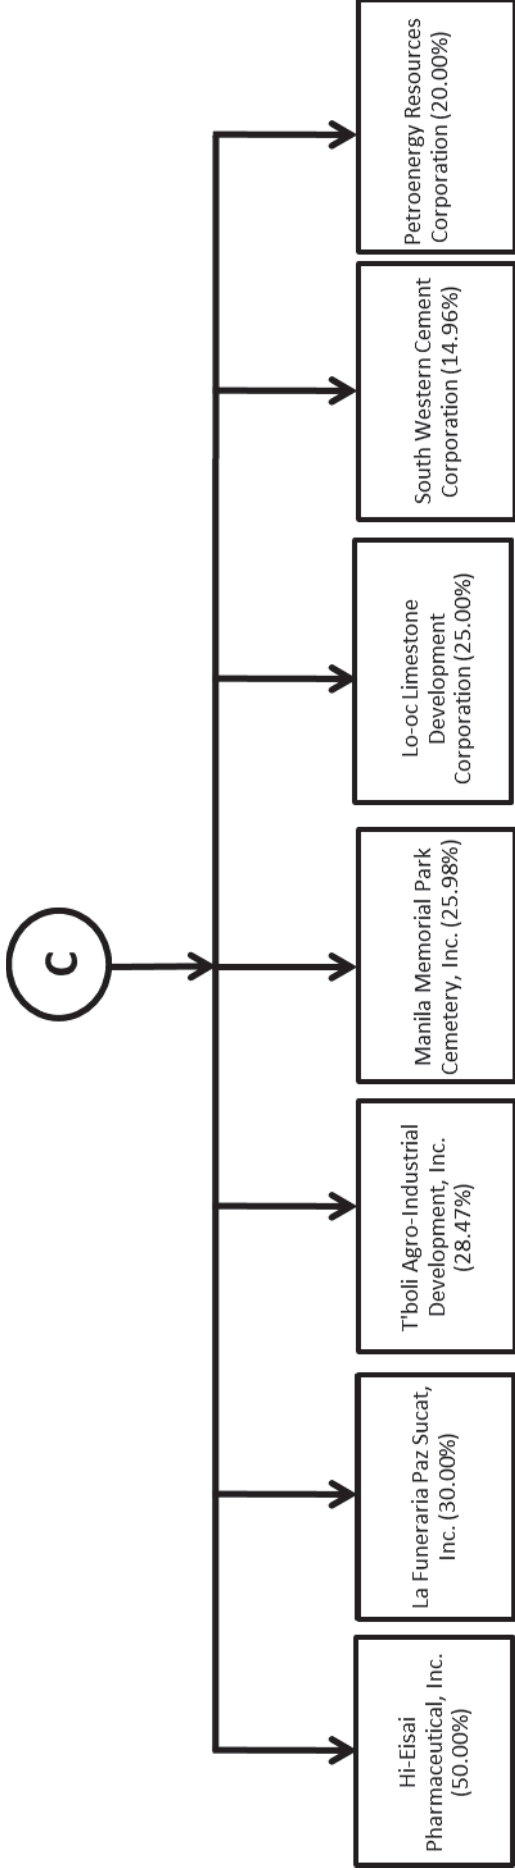 C
Hi-Eisai
Pharmaceutical, Inc.
(50.00%)
La Funeraria Paz Sucat,
Inc. (30.00%)
T'boli Agro-Industrial
Development, Inc.
(28.47%)
Manila Memorial Park
Cemetery, Inc. (25.98%)
Lo-oc Limestone
Development
Corporation (25.00%)
South Western Cement
Corporation (14.96%)
Petroenergy Resources
Corporation (20.00%)